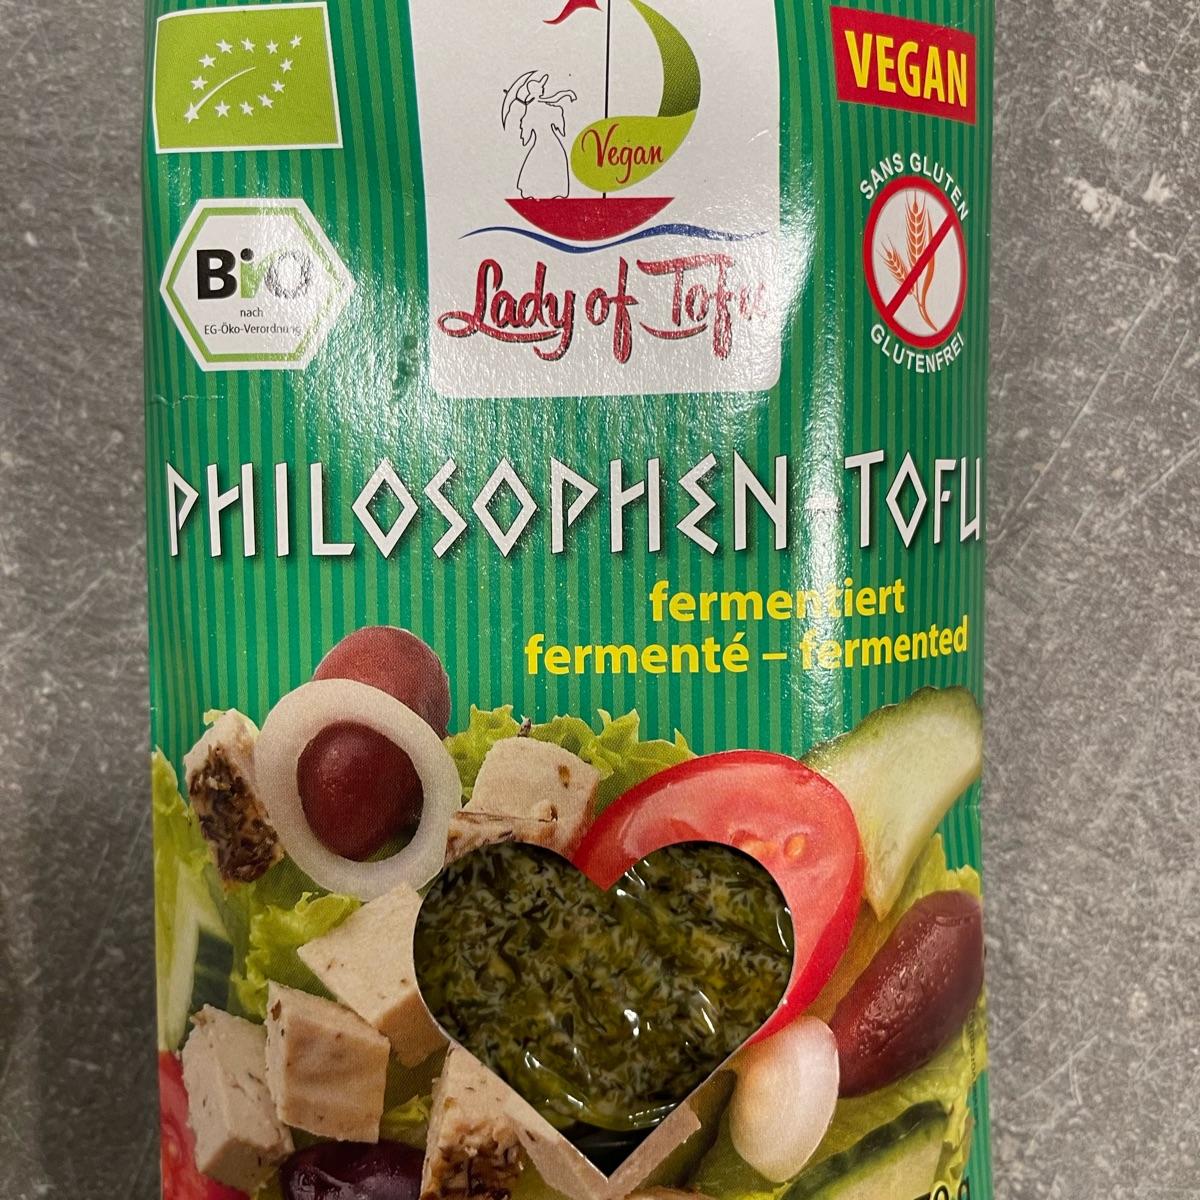 VEGAN
Vegan
SANS GLUTEN
BiO
nach
EG-Öko-Verordnung
Lady of Tofu
GLUTENFREI
PHILOSOPHEN-TOFU
fermentiert
fermenté – fermented